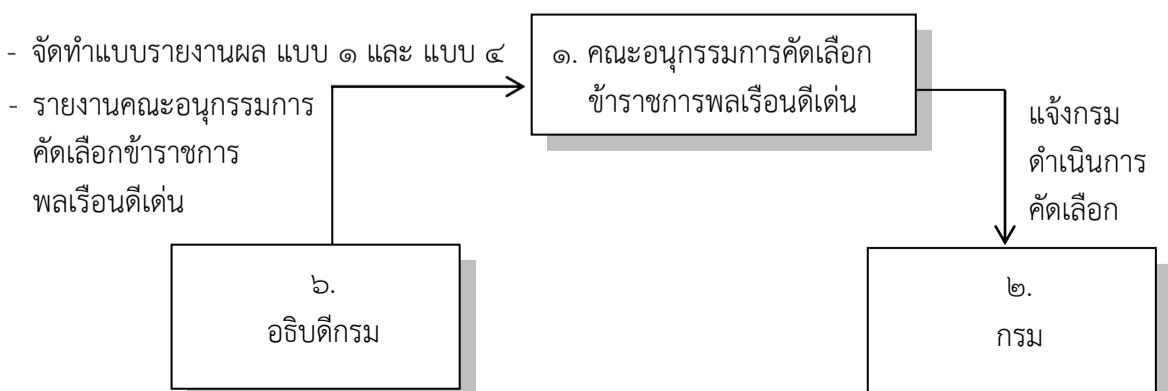 - จัดทำแบบรายงานผล แบบ ๑ และ แบบ ๔
- รายงานคณะอนุกรรมการ
คัดเลือกข้าราชการ
พลเรือนดีเด่น
๑. คณะอนุกรรมการคัดเลือก
ข้าราชการพลเรือนดีเด่น
แจ้งกรม
ดำเนินการ
คัดเลือก
๖.
อธิบดีกรม
๒.
กรม